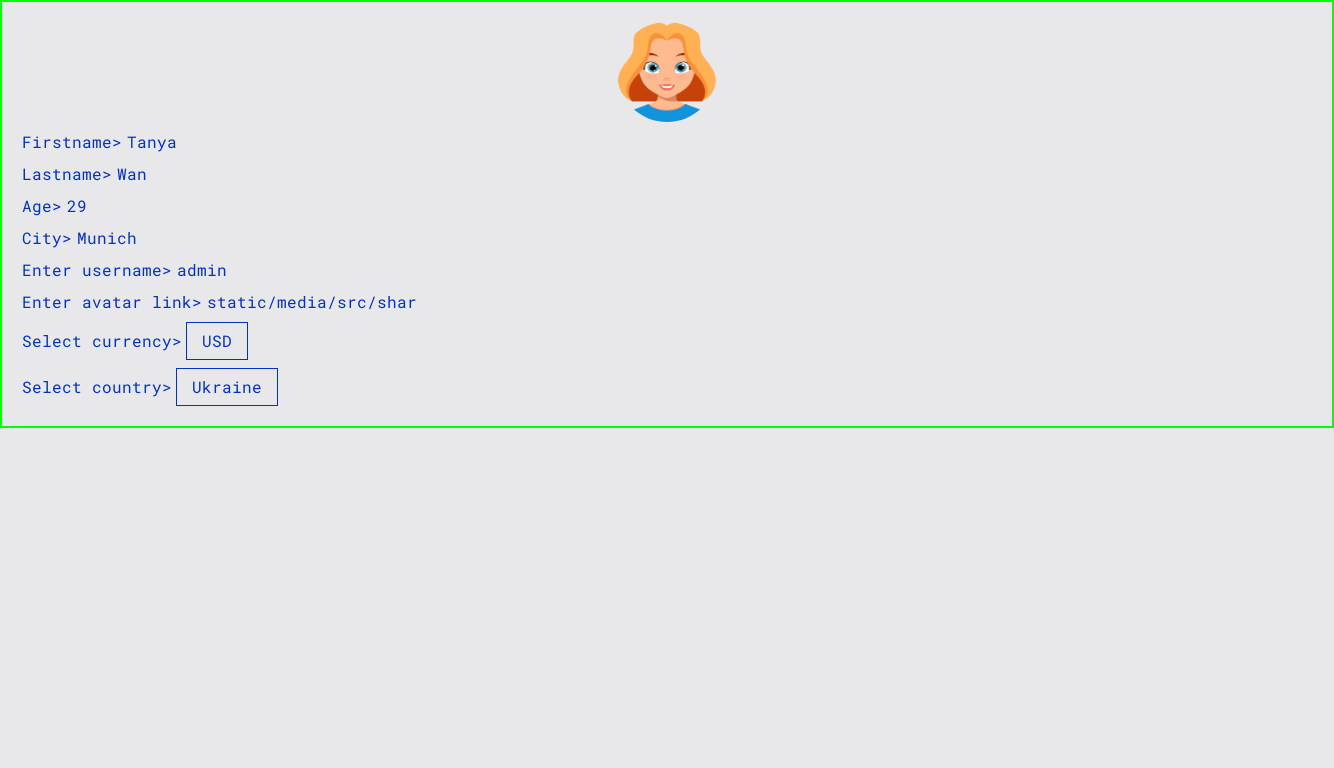 Firstname> Tanya
Lastname> Wan
Age> 29
City> Munich
Enter username> admin
Enter avatar link> static/media/src/shar
Select currency> USD
Select country> Ukraine